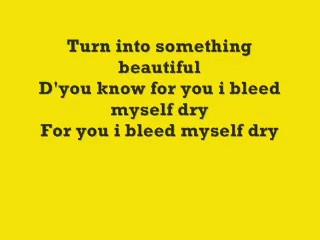 Turn into something
beautiful
D'you know for you i bleed
myself dry
For you i bleed myself dry